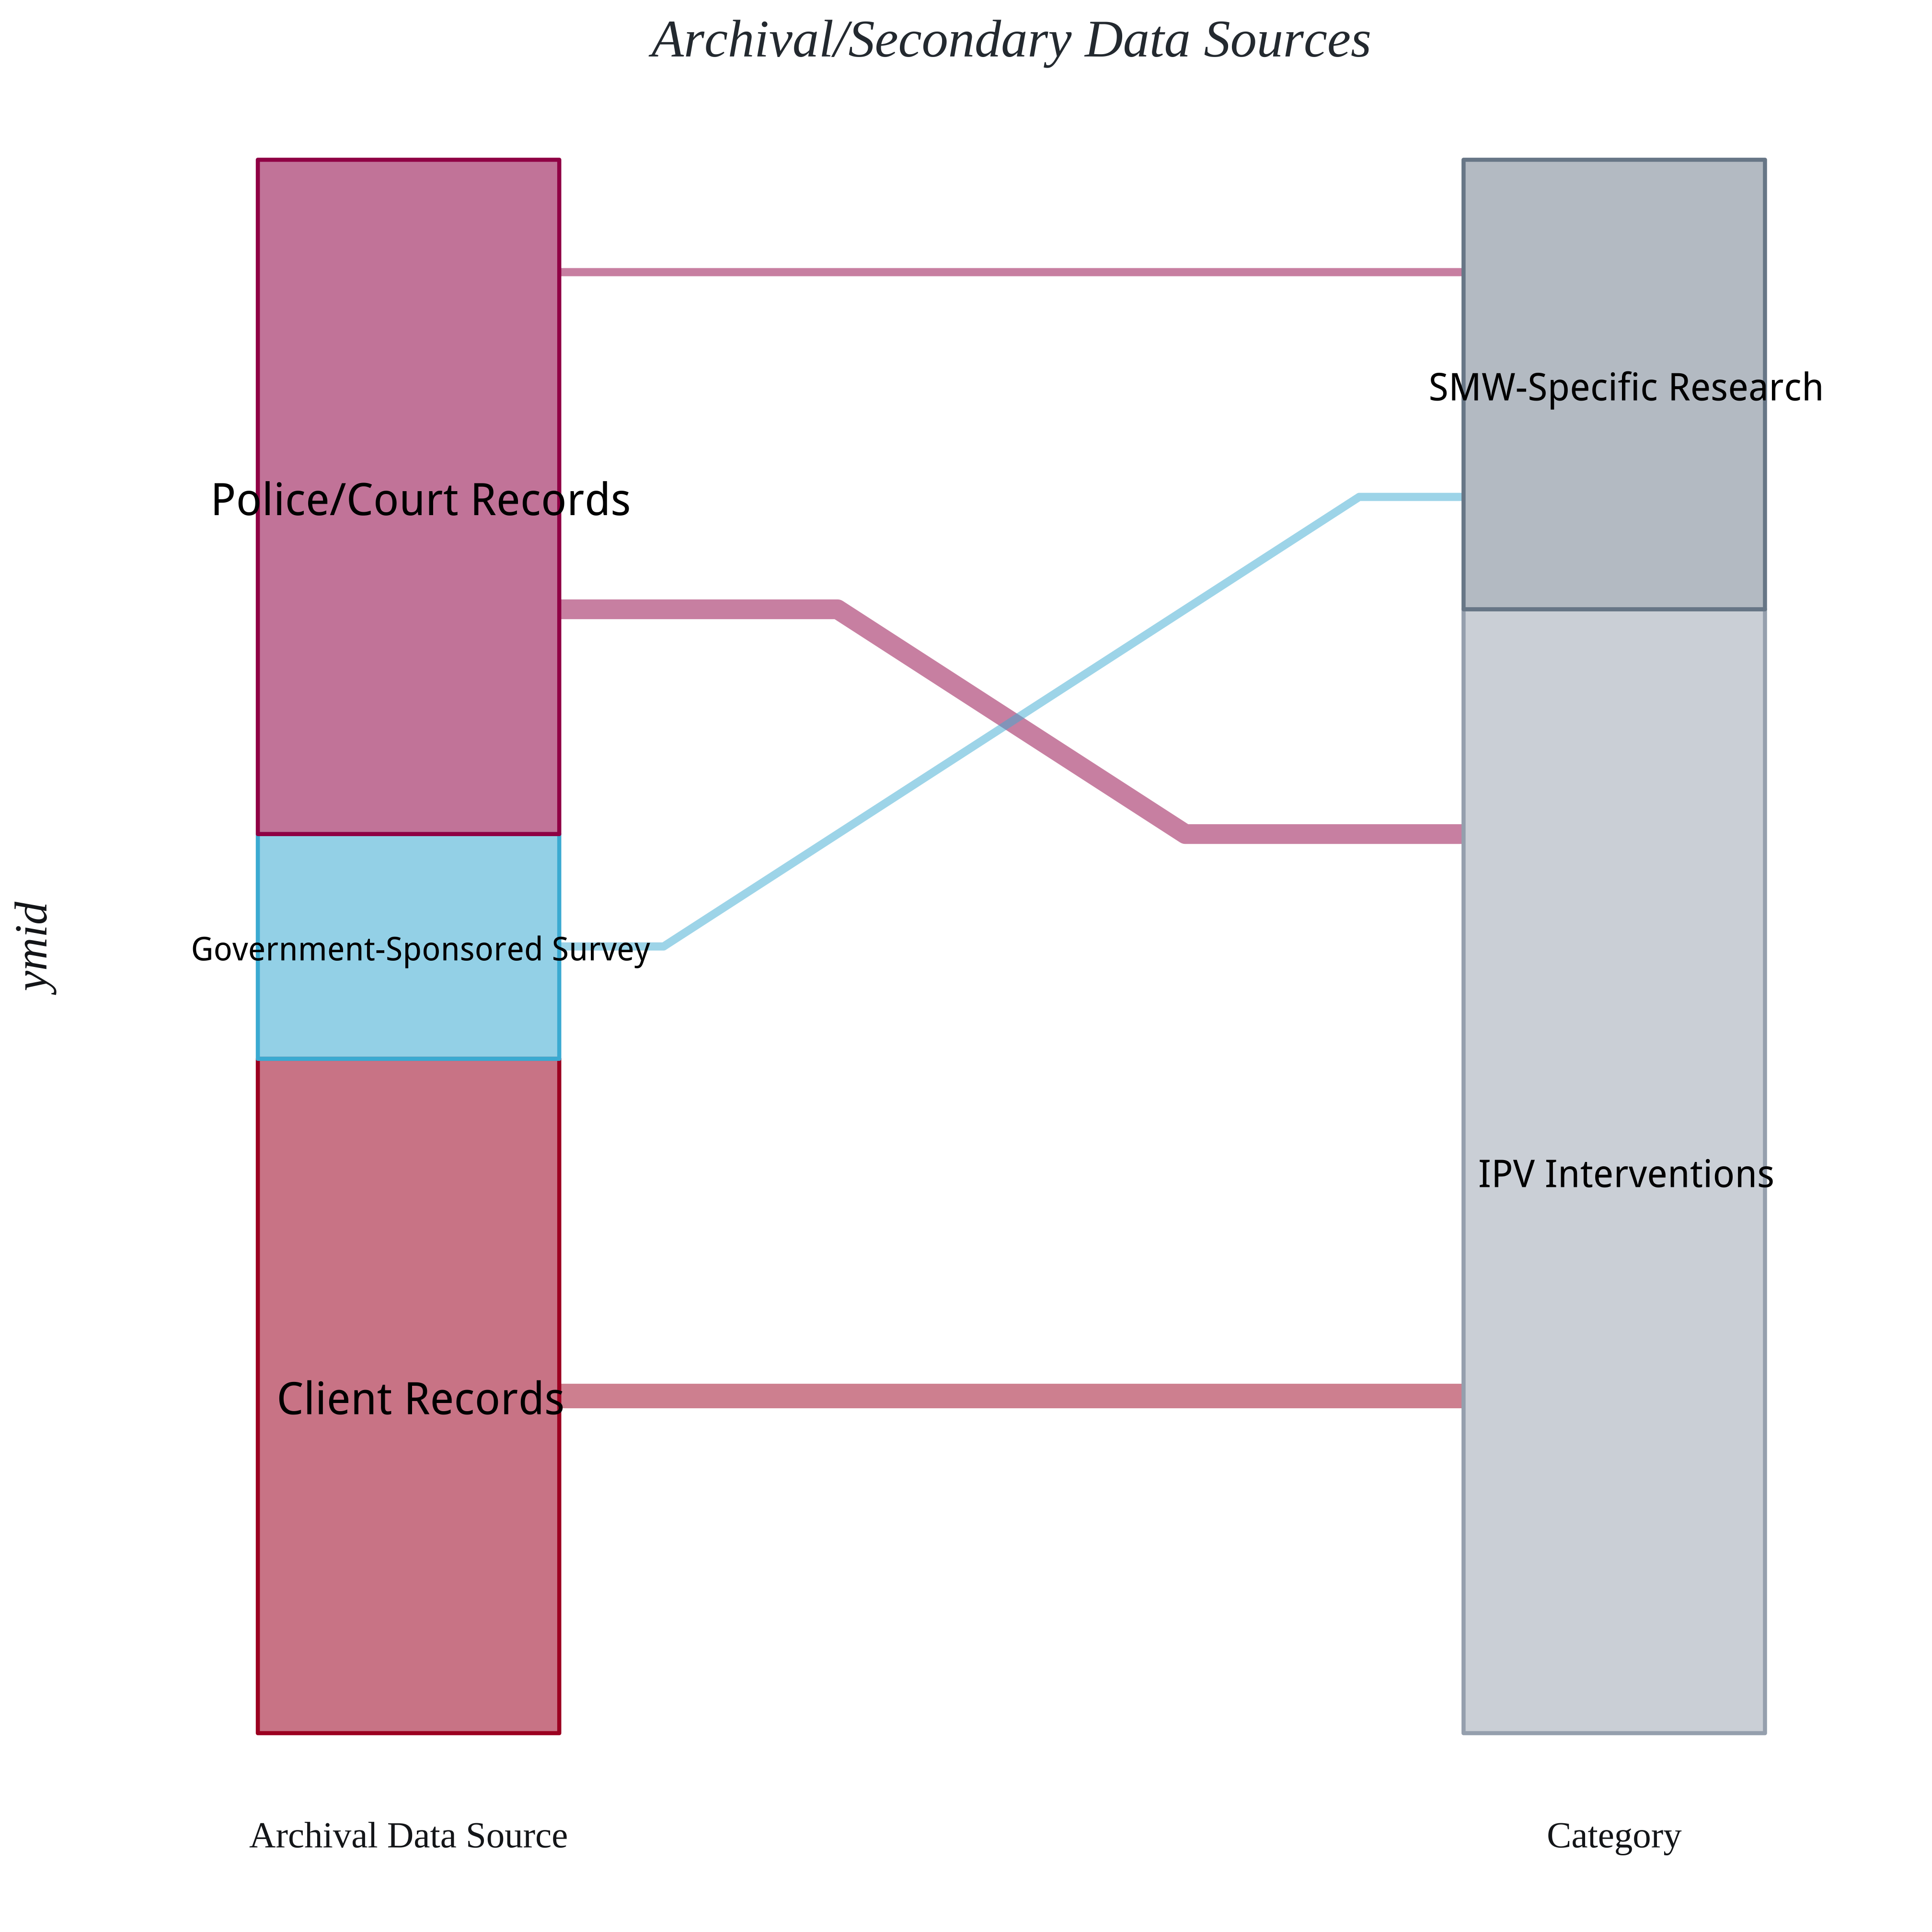 Archival/Secondary Data Sources
SMW-Specific Research
Police/Court Records
ymid
Government-Sponsored Survey
IPV Interventions
Client Records
Archival Data Source
Category